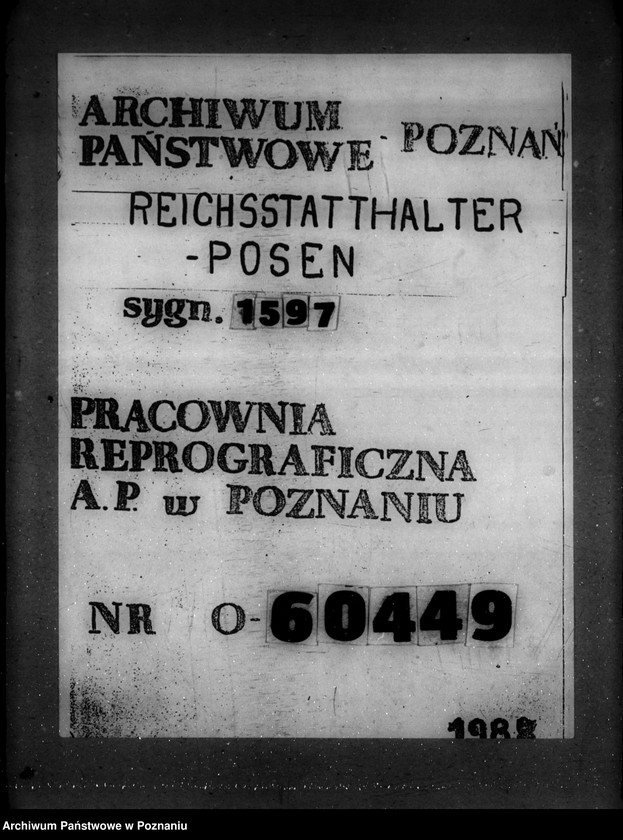 ARCHIWUM
PAŃSTWOWE - POZNAŃ
REICHSSTATTHALTER
-POSEN
sygn. 1597
PRACOWNIA
REPROGRAFICZNA
A.P. w POZNANIU
NR O-60449
Archiwum Państwowe w Poznaniu